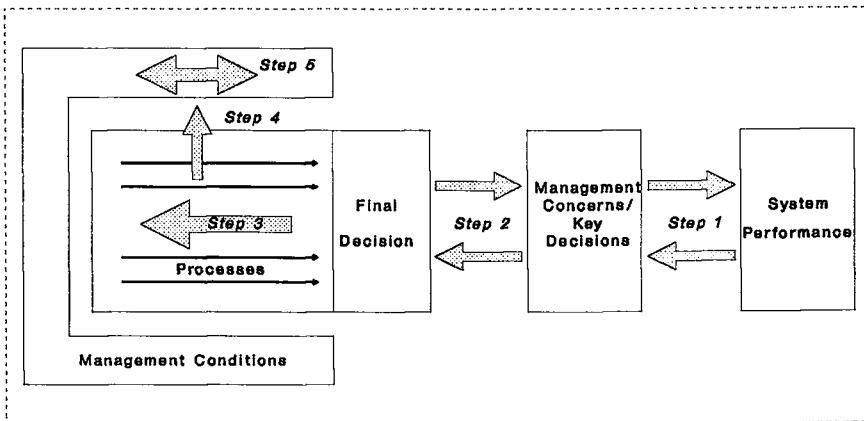 Step 5
Step 4
Step 3
Processes
Final
Decision
Step 2
Management
Concerns/
Key
Decisions
Step 1
System
Performance
Management Conditions